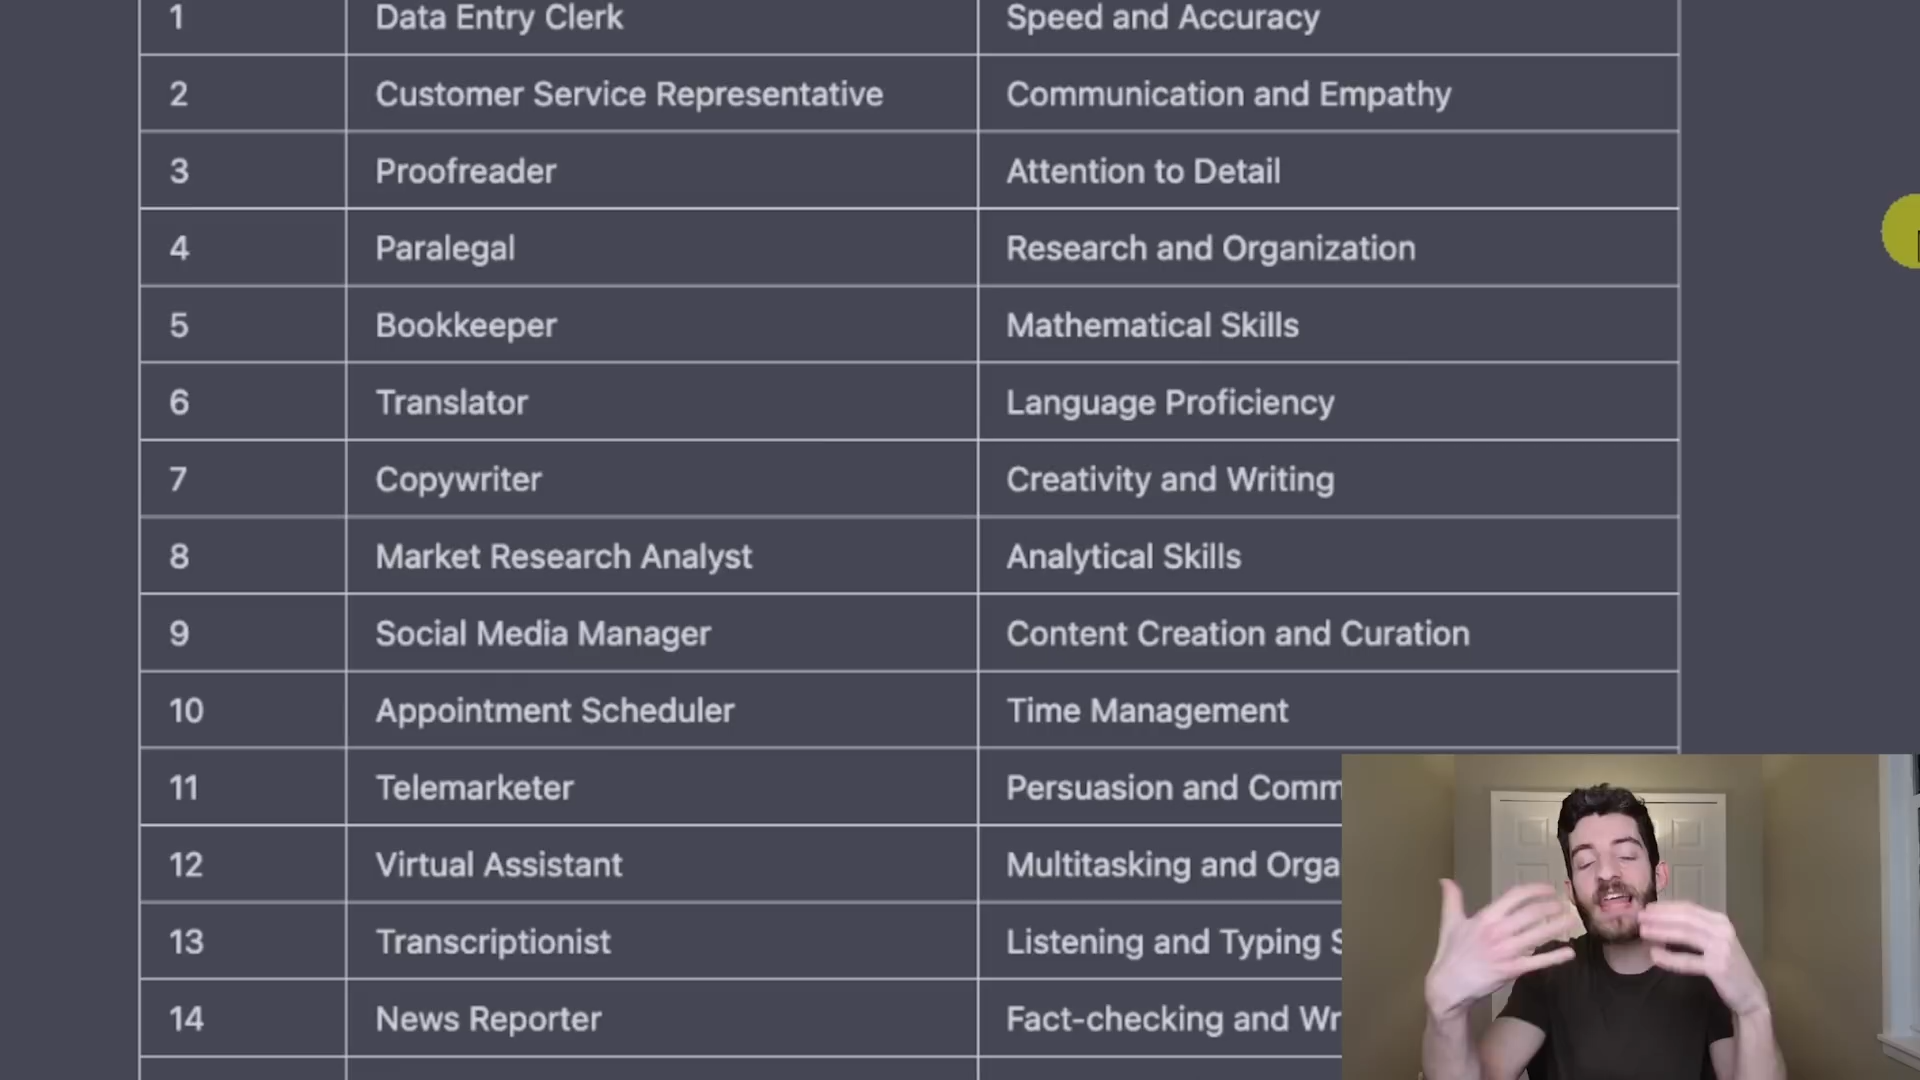 1 Data Entry Clerk Speed and Accuracy
2 Customer Service Representative Communication and Empathy
3 Proofreader Attention to Detail
4 Paralegal Research and Organization
5 Bookkeeper Mathematical Skills
6 Translator Language Proficiency
7 Copywriter Creativity and Writing
8 Market Research Analyst Analytical Skills
9 Social Media Manager Content Creation and Curation
10 Appointment Scheduler Time Management
11 Telemarketer Persuasion and Comm
12 Virtual Assistant Multitasking and Orga
13 Transcriptionist Listening and Typing S
14 News Reporter Fact-checking and Wr